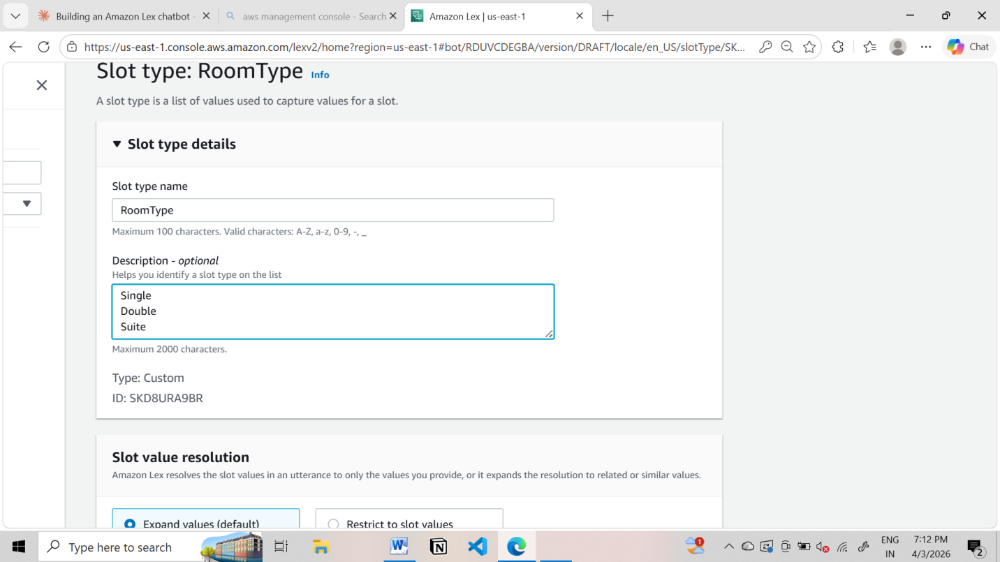 Building an Amazon Lex chatbot -
aws management console - Search
Amazon Lex | us-east-1
https://us-east-1.console.aws.amazon.com/lexv2/home?region=us-east-1#bot/RDUVCDEGBA/version/DRAFT/locale/en_US/slotType/SK...
Chat
Slot type: RoomType Info
A slot type is a list of values used to capture values for a slot.
Slot type details
Slot type name
RoomType
Maximum 100 characters. Valid characters: A-Z, a-z, 0-9, -, _
Description - optional
Helps you identify a slot type on the list
Single
Double
Suite
Maximum 2000 characters.
Type: Custom
ID: SKD8URA9BR
Slot value resolution
Amazon Lex resolves the slot values in an utterance to only the values you provide, or it expands the resolution to related or similar values.
Expand values (default)
Restrict to slot values
Type here to search
1
ENG
IN
7:12 PM
4/3/2026
2